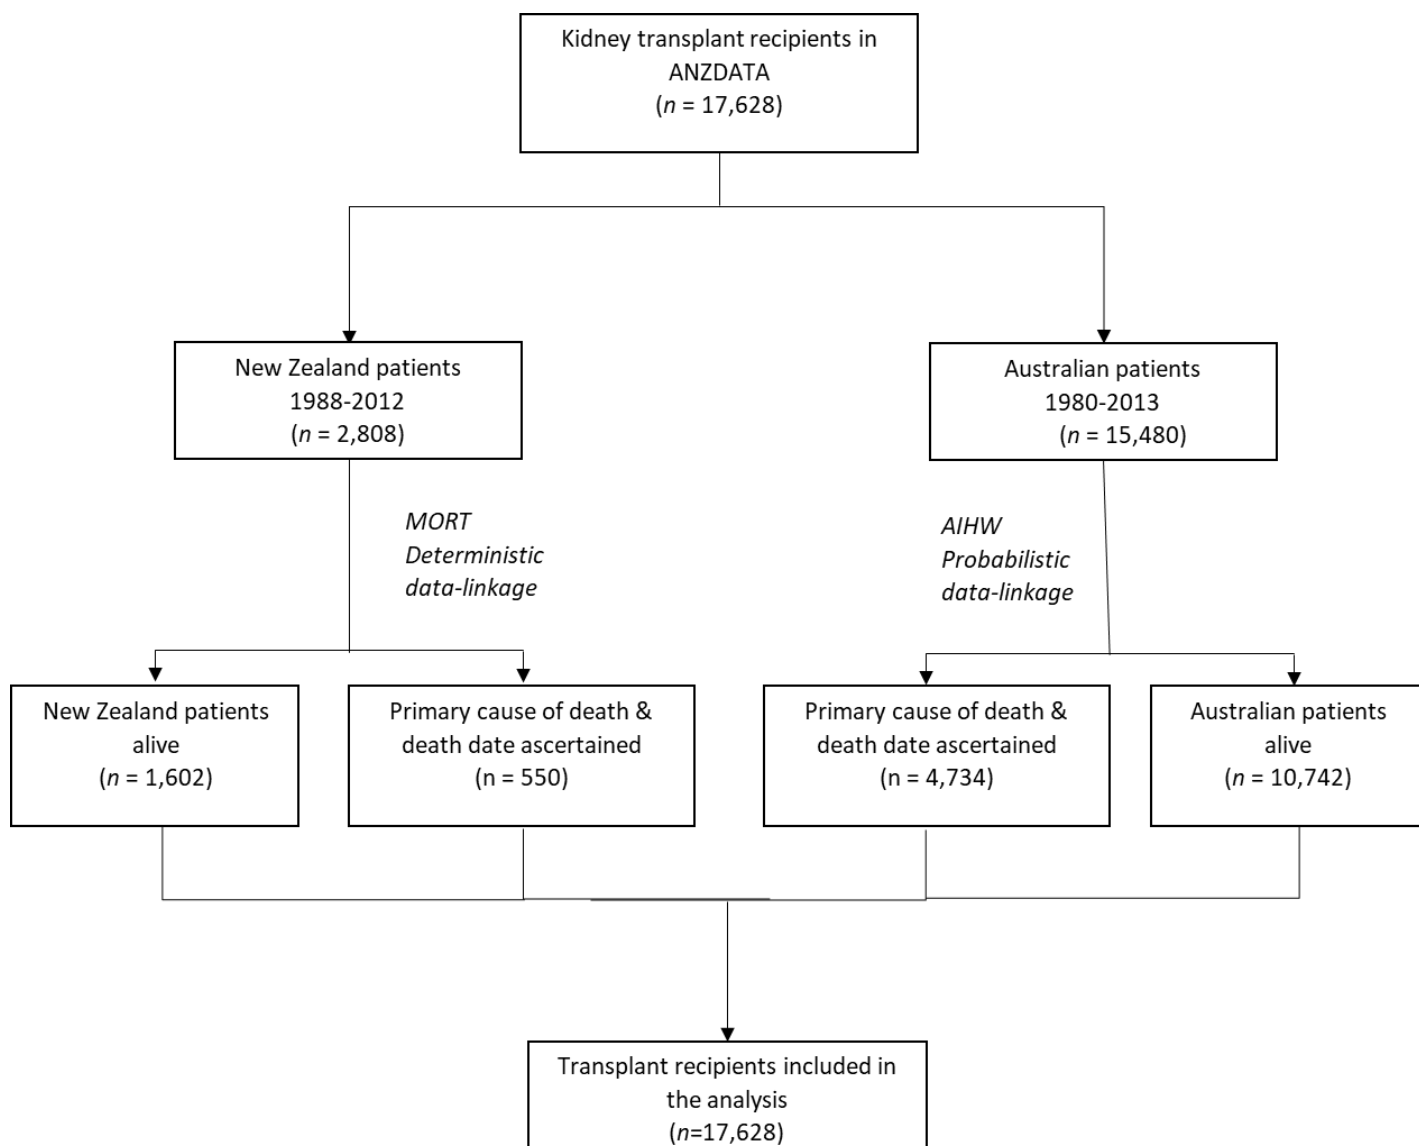 Kidney transplant recipients in
ANZDATA
(n = 17,628)
New Zealand patients
1988-2012
(n = 2,808)
Australian patients
1980-2013
(n = 15,480)
MORT
Deterministic
data-linkage
AIHW
Probabilistic
data-linkage
New Zealand patients
alive
(n = 1,602)
Primary cause of death &
death date ascertained
(n = 550)
Primary cause of death &
death date ascertained
(n = 4,734)
Australian patients
alive
(n = 10,742)
Transplant recipients included in
the analysis
(n=17,628)